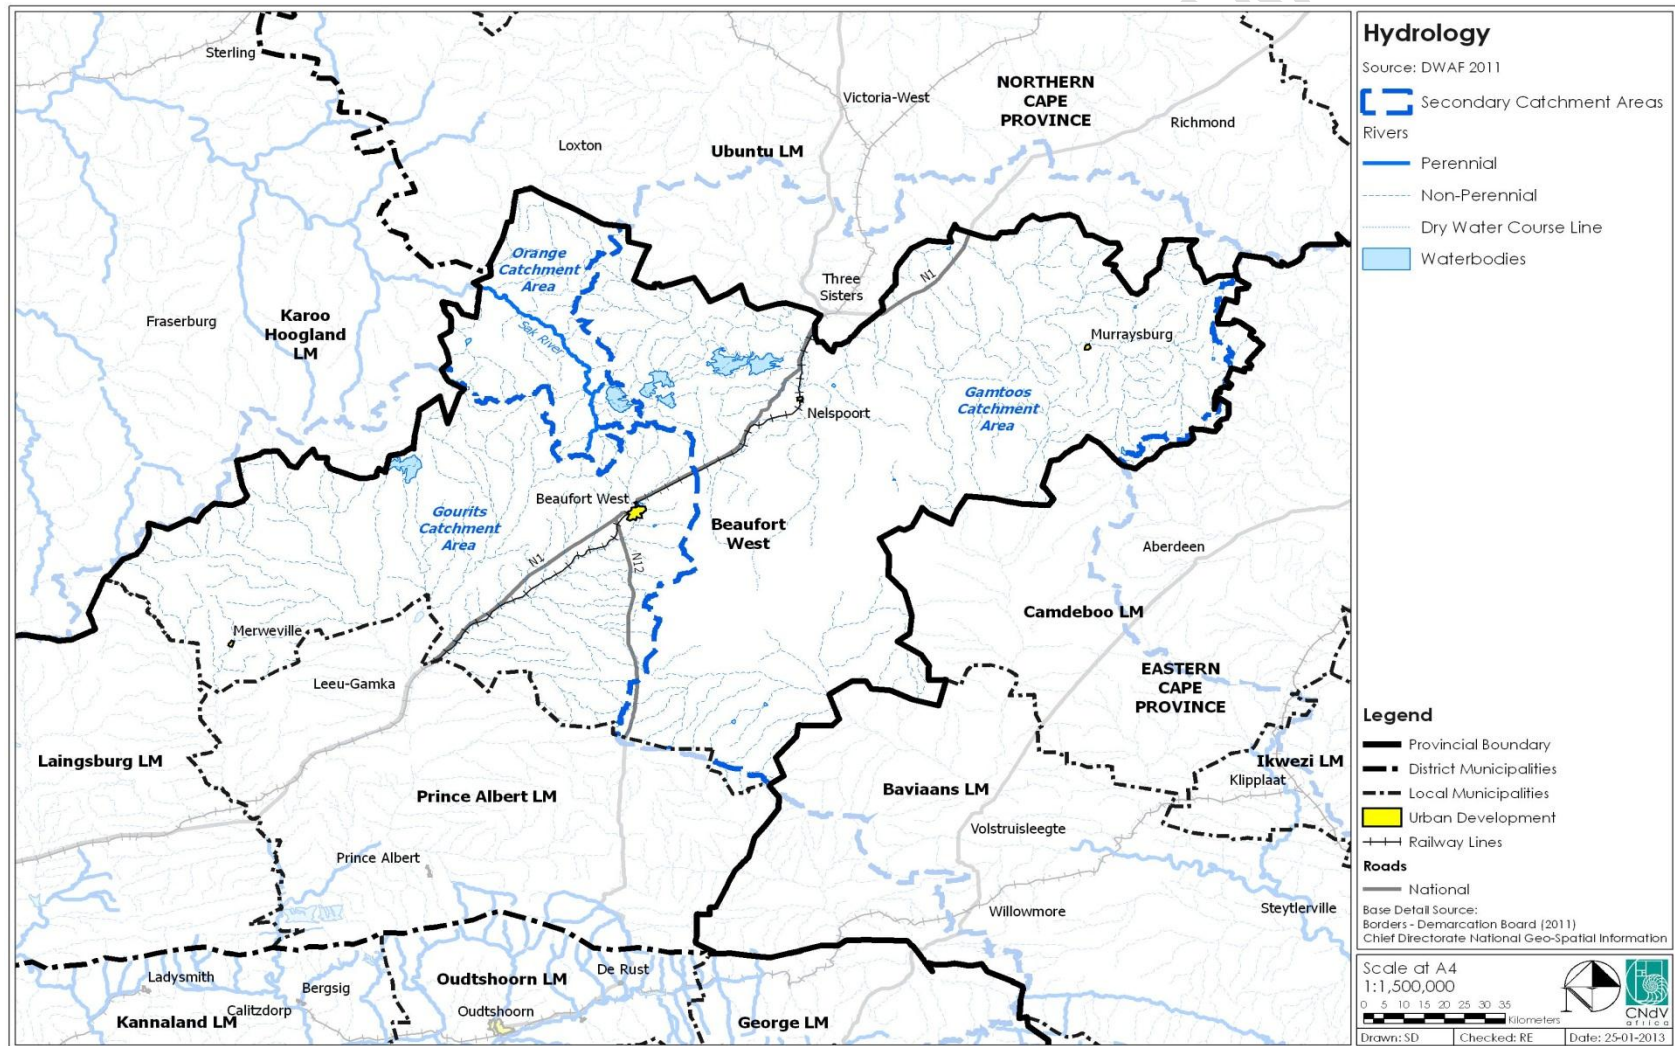 Sterling
Victoria-West
NORTHERN
CAPE
PROVINCE
Richmond
Loxton
Ubuntu LM
Orange
Catchment
Area
Three
Sisters
N1
Karoo
Hoogland
LM
Fraserburg
Sak River
Murraysburg
Gamtoos
Catchment
Area
Nelspoort
Beaufort West
Gourits
Catchment
Area
N1
N12
Beaufort
West
Aberdeen
Camdeboo LM
Merweville
Leeu-Gamka
EASTERN
CAPE
PROVINCE
Laingsburg LM
Prince Albert LM
Baviaans LM
Ikwezi LM
Klipplaat
Volstruisleegte
Prince Albert
Willowmore
Steytlerville
Ladysmith
Bergsig
Calitzdorp
Kannaland LM
Oudtshoorn LM
De Rust
Oudtshoorn
George LM
Hydrology
Source: DWAF 2011
Secondary Catchment Areas
Rivers
Perennial
Non-Perennial
Dry Water Course Line
Waterbodies
Legend
Provincial Boundary
District Municipalities
Local Municipalities
Urban Development
Railway Lines
Roads
National
Base Detail Source:
Borders - Demarcation Board (2011)
Chief Directorate National Geo-Spatial Information
Scale at A4
1:1,500,000
0 5 10 15 20 25 30 35
Kilometers
N
CNdV
africa
Drawn: SD
Checked: RE
Date: 25-01-2013